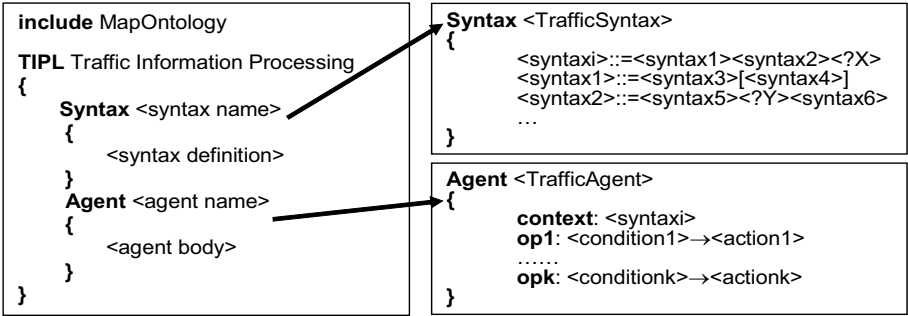 include MapOntology
TIPL Traffic Information Processing
{
Syntax <syntax name>
{
<syntax definition>
}
Agent <agent name>
{
<agent body>
}
}
Syntax <TrafficSyntax>
{
<syntaxi>::=<syntax1><syntax2><?X>
<syntax1>::=<syntax3>[<syntax4>]
<syntax2>::=<syntax5><?Y><syntax6>
…
}
Agent <TrafficAgent>
{
context: <syntaxi>
op1: <condition1>→<action1>
……
opk: <conditionk>→<actionk>
}